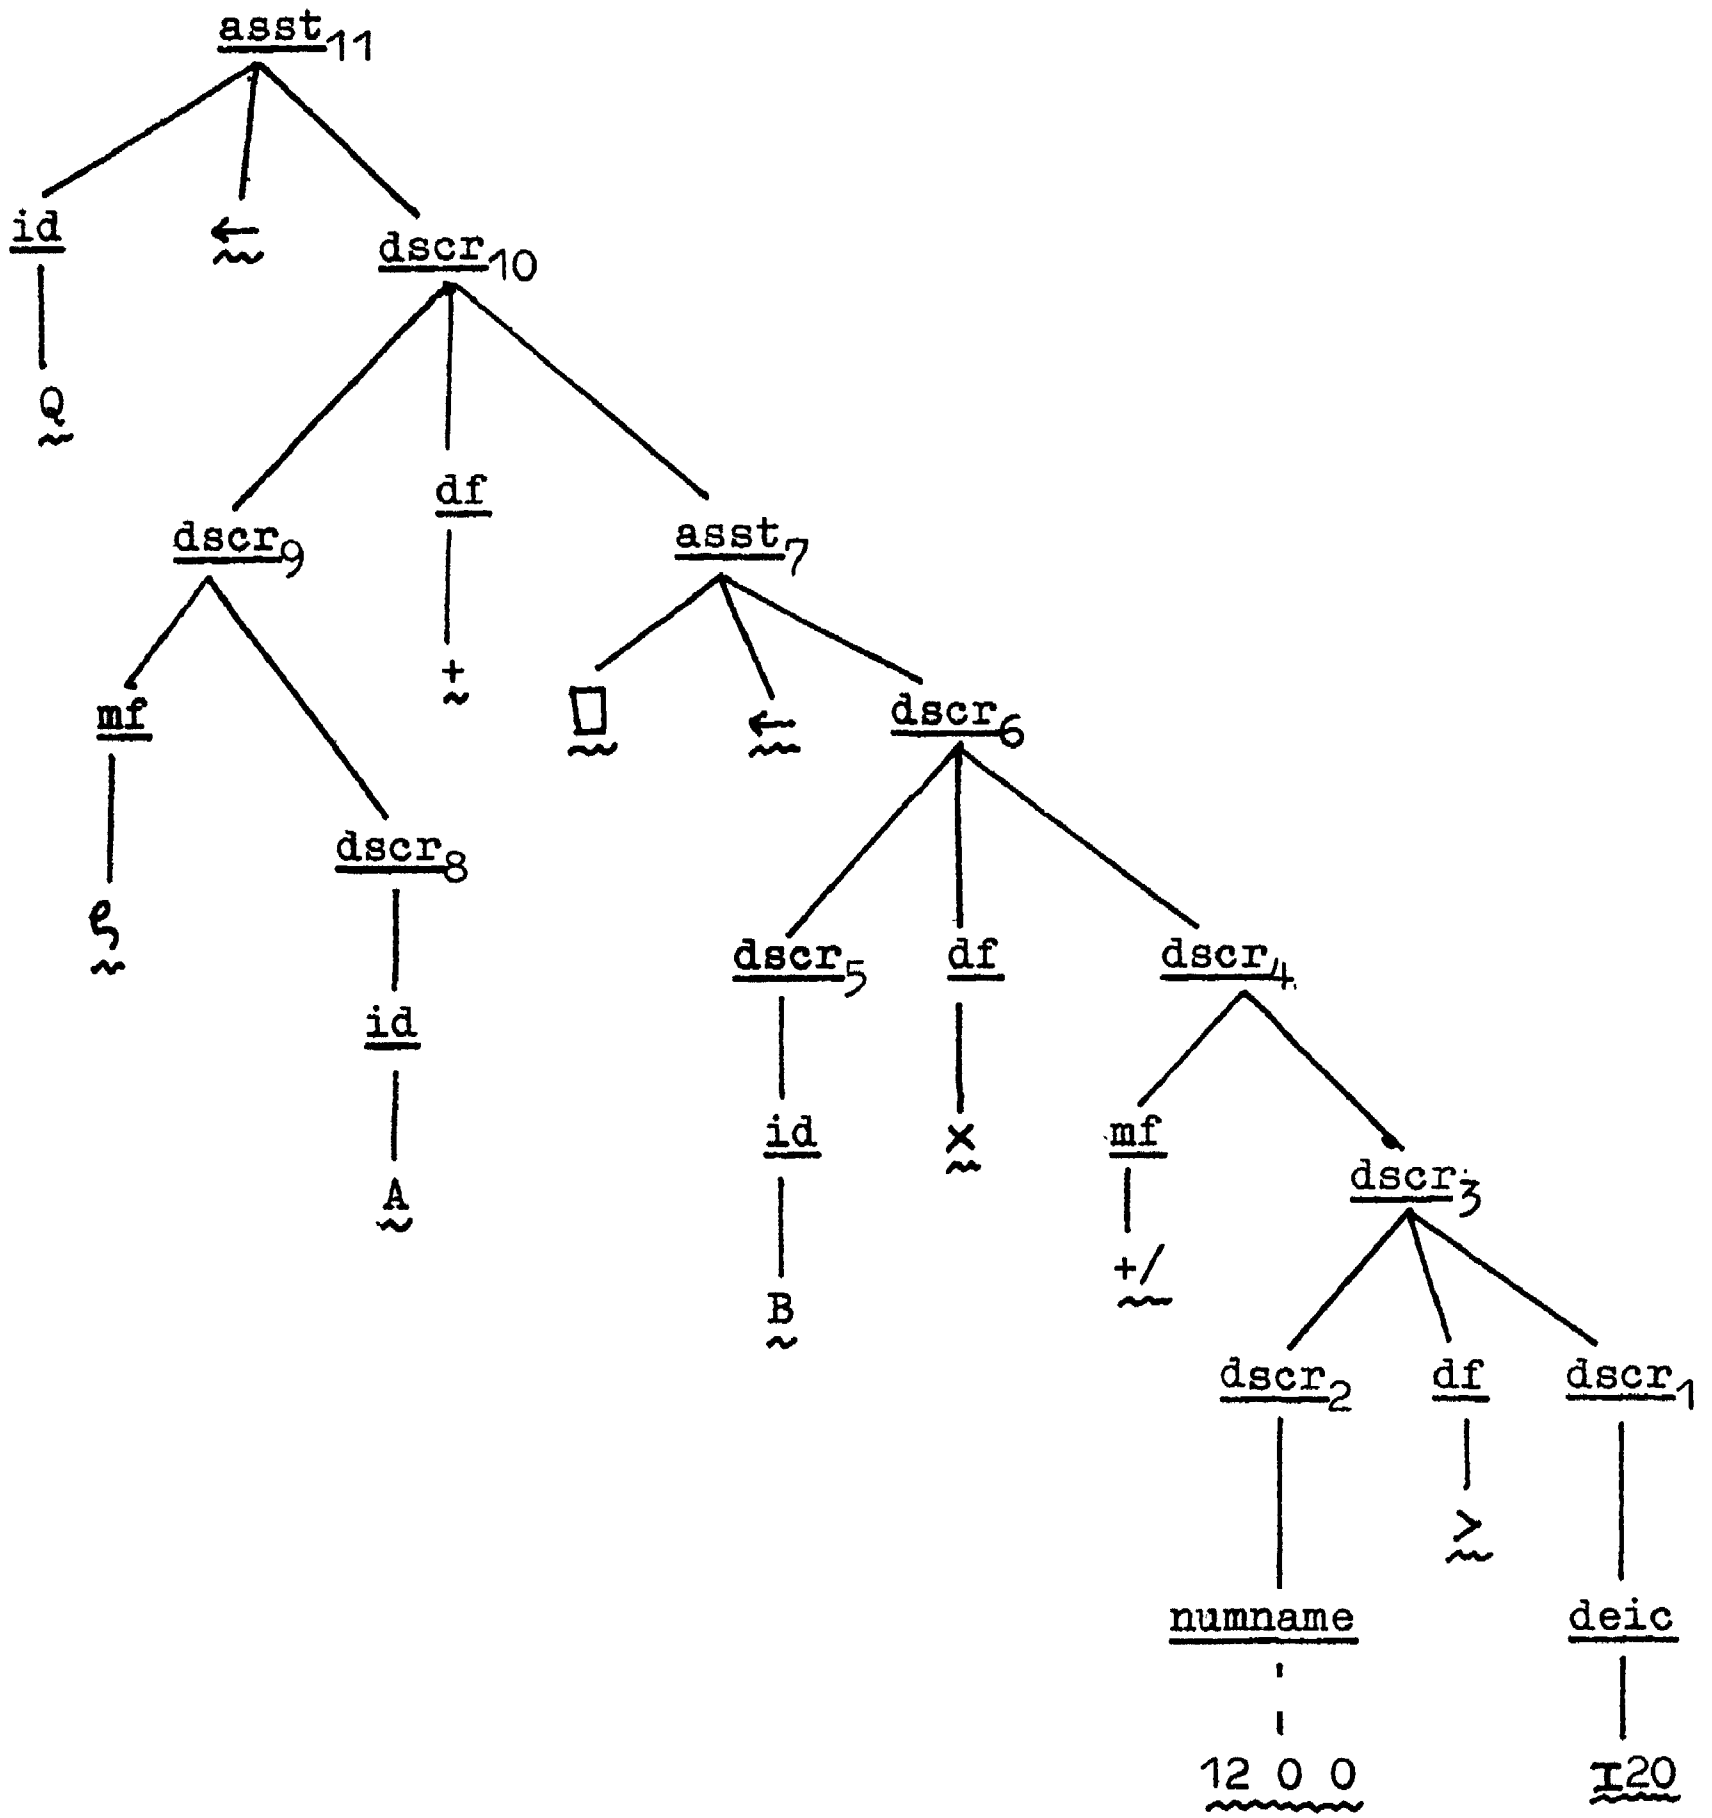 asst11
id ← dscr10
Q
df
dscr9 asst7
+
mf □ ← dscr6
dscr8
ρ
dscr5 df dscr4
id
mf
id ×
dscr3
A
+/
B
dscr2 df dscr1
>
numname deic
12 0 0 I20